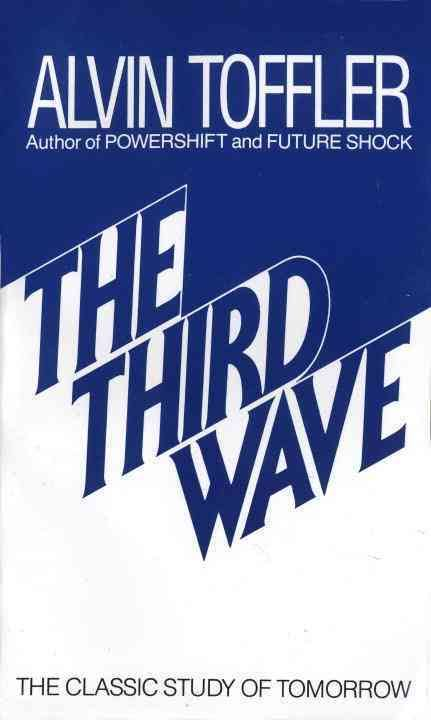 ALVIN TOFFLER
Author of POWERSHIFT and FUTURE SHOCK
THE
THIRD
WAVE
THE CLASSIC STUDY OF TOMORROW